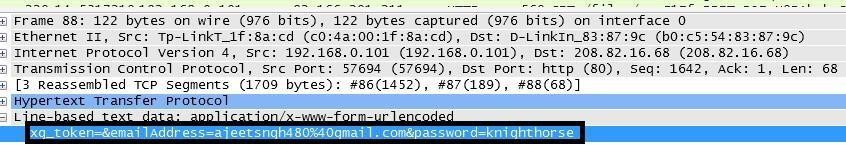 Frame 88: 122 bytes on wire (976 bits), 122 bytes captured (976 bits) on interface 0
Ethernet II, Src: Tp-LinkT_1f:8a:cd (c0:4a:00:1f:8a:cd), Dst: D-LinkIn_83:87:9c (b0:c5:54:83:87:9c)
Internet Protocol Version 4, Src: 192.168.0.101 (192.168.0.101), Dst: 208.82.16.68 (208.82.16.68)
Transmission Control Protocol, Src Port: 57694 (57694), Dst Port: http (80), Seq: 1642, Ack: 1, Len: 68
[3 Reassembled TCP Segments (1709 bytes): #86(1452), #87(189), #88(68)]
Hypertext Transfer Protocol
Line-based text data: application/x-www-form-urlencoded
xg_token=&emailAddress=ajeetsngh480%40gmail.com&password=knighthorse